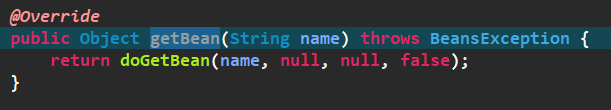 @Override
public Object getBean(String name) throws BeansException {
    return doGetBean(name, null, null, false);
}